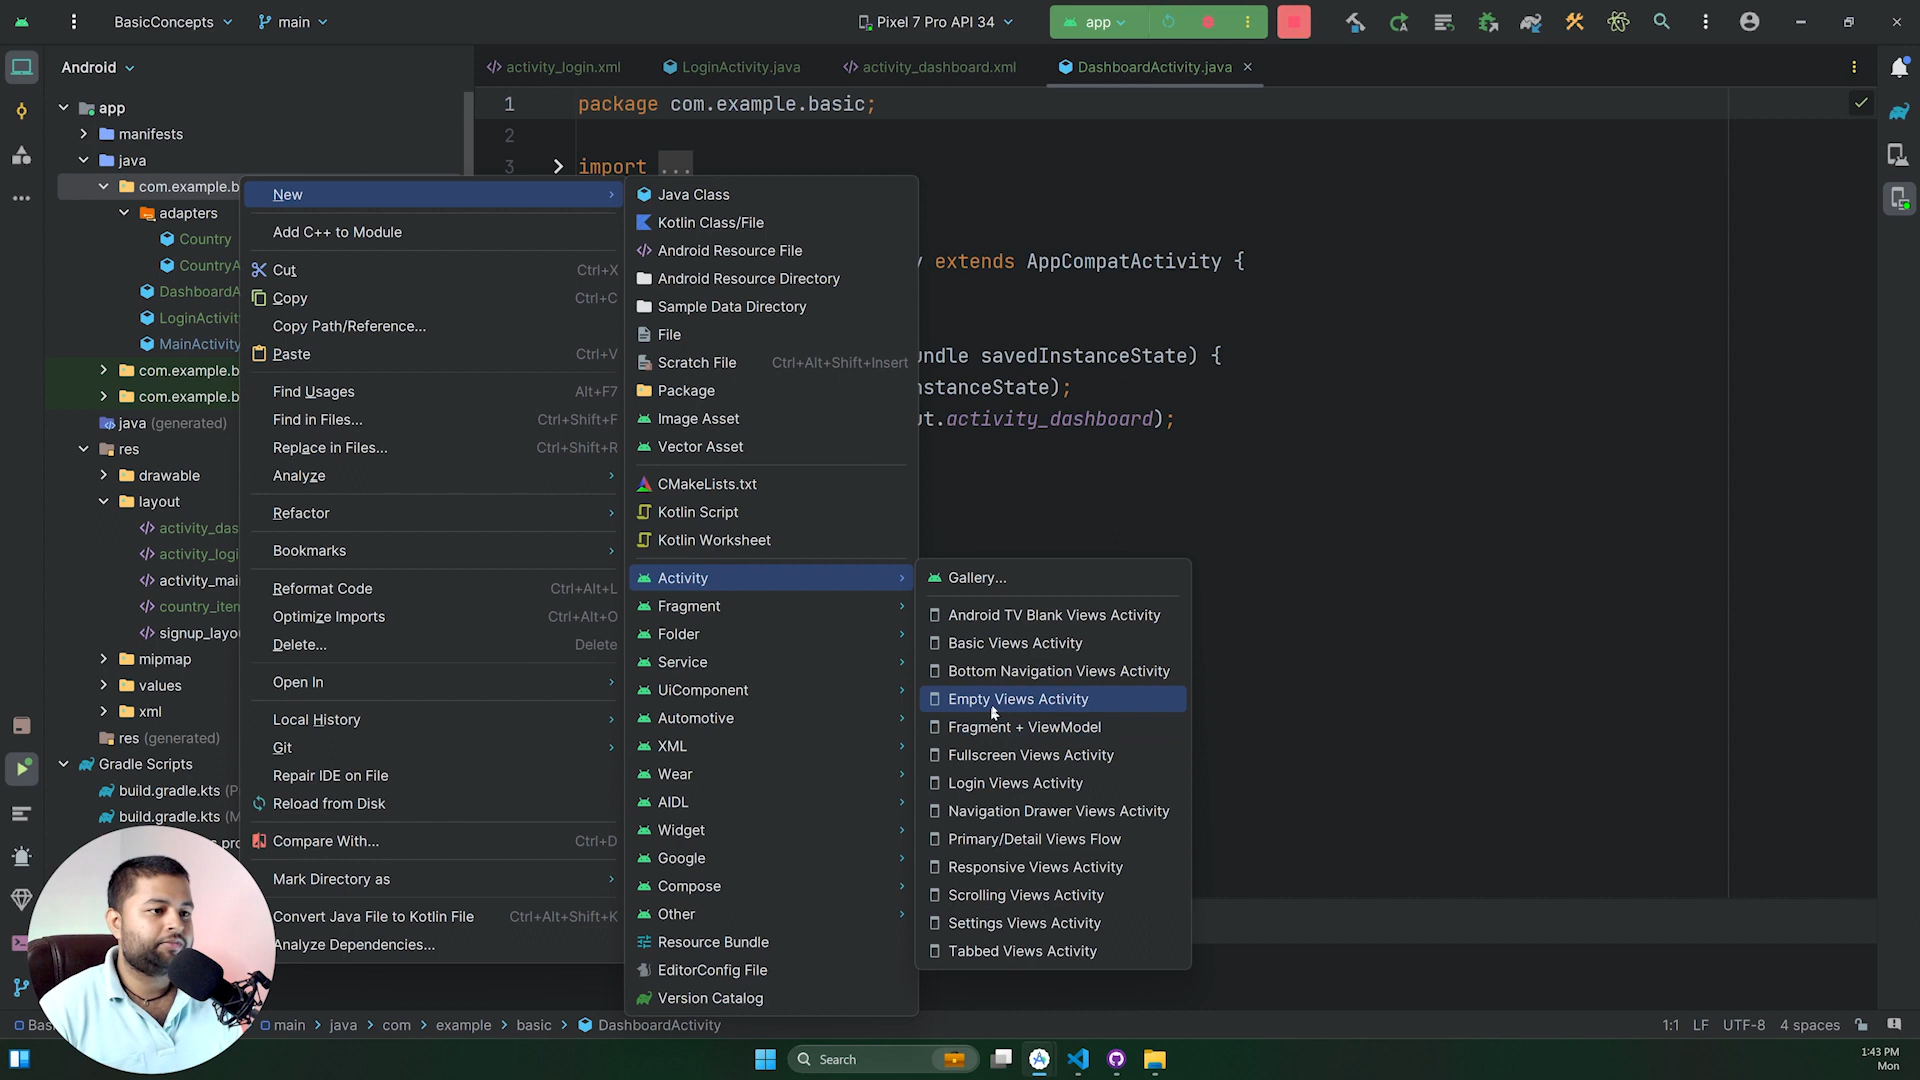 BasicConcepts
main
Pixel 7 Pro API 34
app
Android
activity_login.xml
LoginActivity.java
activity_dashboard.xml
DashboardActivity.java
app
manifests
java
com.example.b
adapters
Country
CountryA
DashboardA
LoginActivit
MainActivity
com.example.b
com.example.b
java (generated)
res
drawable
layout
activity_das
activity_logi
activity_mai
country_item
signup_layou
mipmap
values
xml
res (generated)
Gradle Scripts
build.gradle.kts (P
build.gradle.kts (M
1 package com.example.basic;
2
3 import ...
extends AppCompatActivity {
ndle savedInstanceState) {
nstanceState);
t.activity_dashboard);
New
Add C++ to Module
Cut Ctrl+X
Copy Ctrl+C
Copy Path/Reference...
Paste Ctrl+V
Find Usages Alt+F7
Find in Files... Ctrl+Shift+F
Replace in Files... Ctrl+Shift+R
Analyze
Refactor
Bookmarks
Reformat Code Ctrl+Alt+L
Optimize Imports Ctrl+Alt+O
Delete... Delete
Open In
Local History
Git
Repair IDE on File
Reload from Disk
Compare With... Ctrl+D
Mark Directory as
Convert Java File to Kotlin File Ctrl+Alt+Shift+K
Analyze Dependencies...
Java Class
Kotlin Class/File
Android Resource File
Android Resource Directory
Sample Data Directory
File
Scratch File Ctrl+Alt+Shift+Insert
Package
Image Asset
Vector Asset
CMakeLists.txt
Kotlin Script
Kotlin Worksheet
Activity
Fragment
Folder
Service
UiComponent
Automotive
XML
Wear
AIDL
Widget
Google
Compose
Other
Resource Bundle
EditorConfig File
Version Catalog
Gallery...
Android TV Blank Views Activity
Basic Views Activity
Bottom Navigation Views Activity
Empty Views Activity
Fragment + ViewModel
Fullscreen Views Activity
Login Views Activity
Navigation Drawer Views Activity
Primary/Detail Views Flow
Responsive Views Activity
Scrolling Views Activity
Settings Views Activity
Tabbed Views Activity
Bas main > java > com > example > basic > DashboardActivity
1:1 LF UTF-8 4 spaces
Search
1:43 PM
Mon